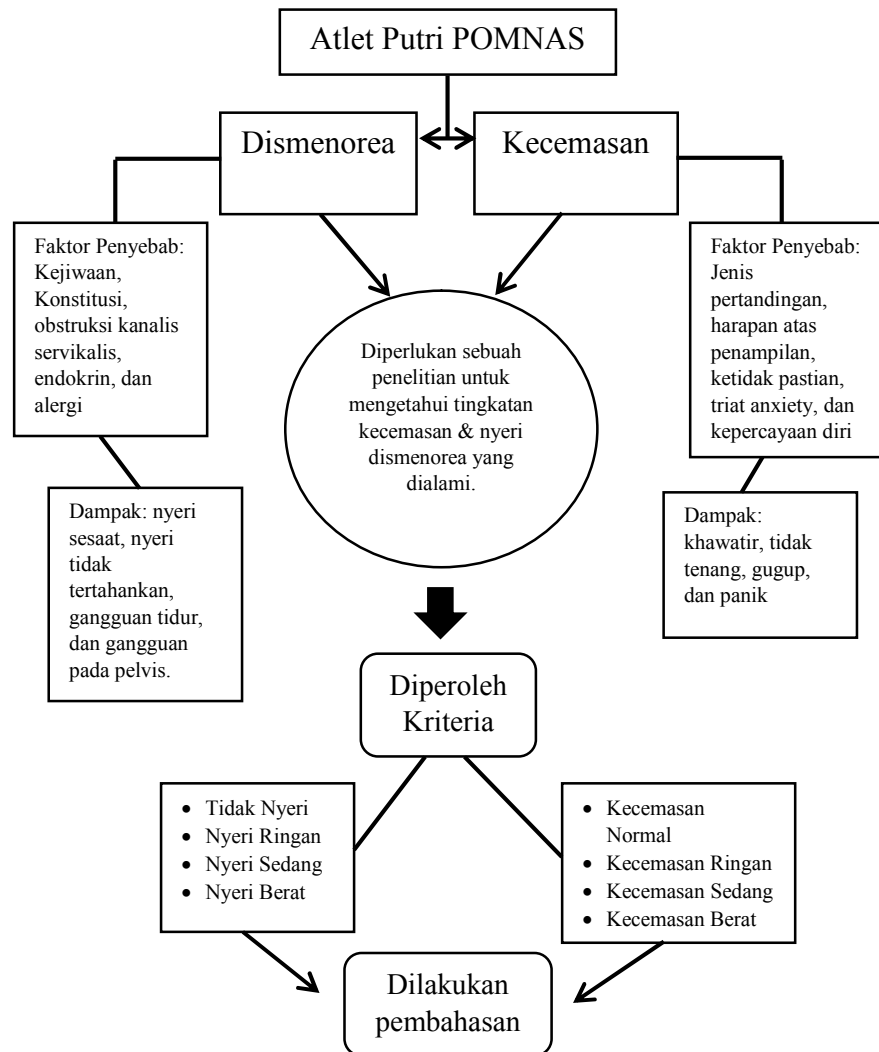 Atlet Putri POMNAS
Dismenorea
Kecemasan
Faktor Penyebab:
Kejiwaan,
Konstitusi,
obstruksi kanalis
servikalis,
endokrin, dan
alergi
Faktor Penyebab:
Jenis
pertandingan,
harapan atas
penampilan,
ketidak pastian,
triat anxiety, dan
kepercayaan diri
Diperlukan sebuah
penelitian untuk
mengetahui tingkatan
kecemasan & nyeri
dismenorea yang
dialami.
Dampak: nyeri
sesaat, nyeri
tidak
tertahankan,
gangguan tidur,
dan gangguan
pada pelvis.
Dampak:
khawatir, tidak
tenang, gugup,
dan panik
Diperoleh
Kriteria
• Tidak Nyeri
• Nyeri Ringan
• Nyeri Sedang
• Nyeri Berat
• Kecemasan
Normal
• Kecemasan Ringan
• Kecemasan Sedang
• Kecemasan Berat
Dilakukan
pembahasan